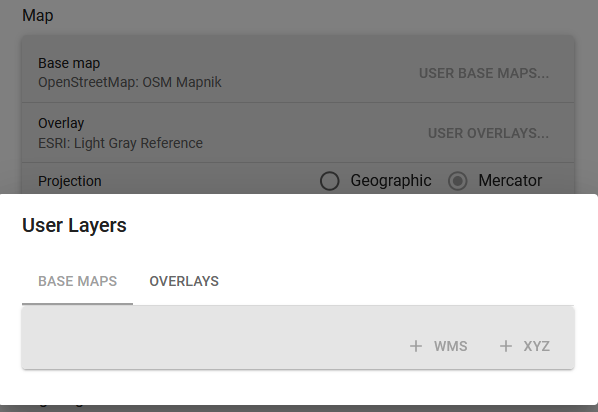 Map
Base map
OpenStreetMap: OSM Mapnik
USER BASE MAPS...
Overlay
ESRI: Light Gray Reference
USER OVERLAYS...
Projection
Geographic
Mercator
User Layers
BASE MAPS
OVERLAYS
+ WMS
+ XYZ